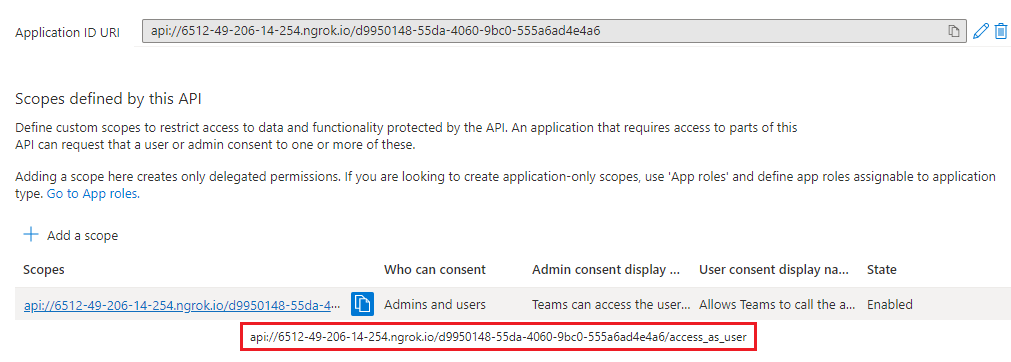 Application ID URI
api://6512-49-206-14-254.ngrok.io/d9950148-55da-4060-9bc0-555a6ad4e4a6
Scopes defined by this API
Define custom scopes to restrict access to data and functionality protected by the API. An application that requires access to parts of this
API can request that a user or admin consent to one or more of these.
Adding a scope here creates only delegated permissions. If you are looking to create application-only scopes, use 'App roles' and define app roles assignable to application
type. Go to App roles.
Add a scope
Scopes Who can consent Admin consent display ... User consent display na... State
api://6512-49-206-14-254.ngrok.io/d9950148-55da-4... Admins and users Teams can access the user... Allows Teams to call the a... Enabled
api://6512-49-206-14-254.ngrok.io/d9950148-55da-4060-9bc0-555a6ad4e4a6/access_as_user